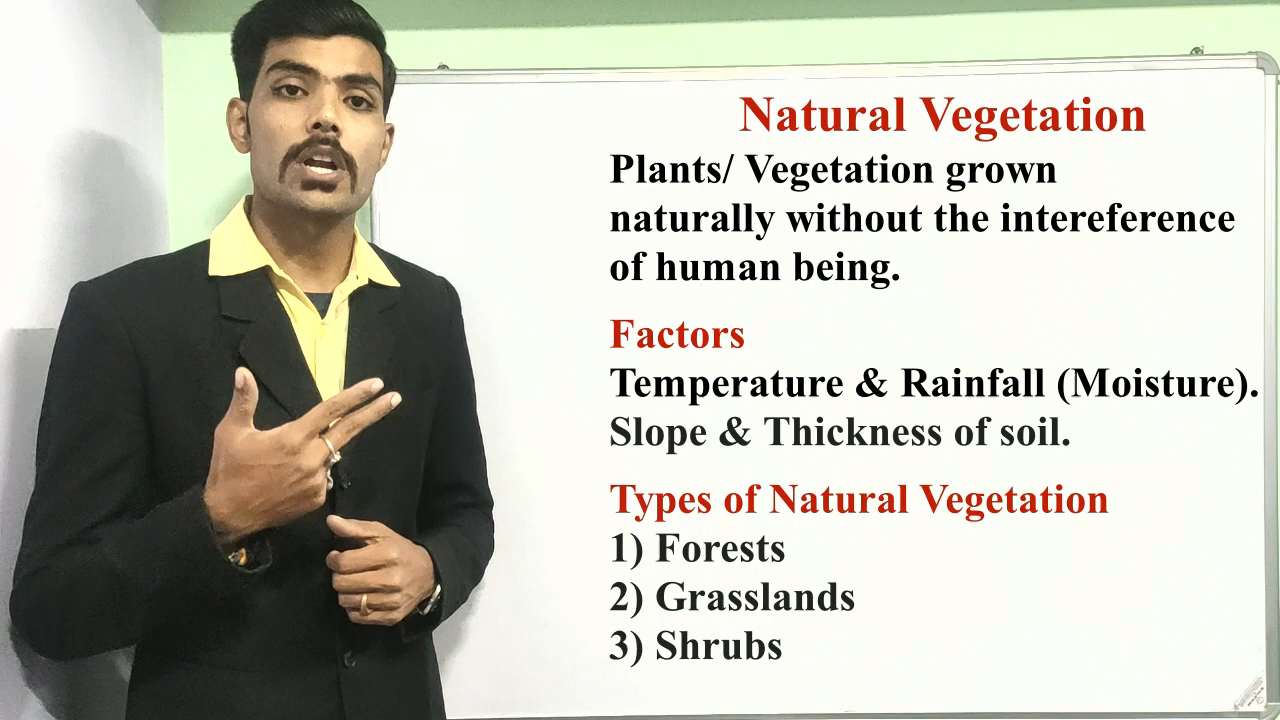 Natural Vegetation
Plants/ Vegetation grown
naturally without the intereference
of human being.
Factors
Temperature & Rainfall (Moisture).
Slope & Thickness of soil.
Types of Natural Vegetation
1) Forests
2) Grasslands
3) Shrubs